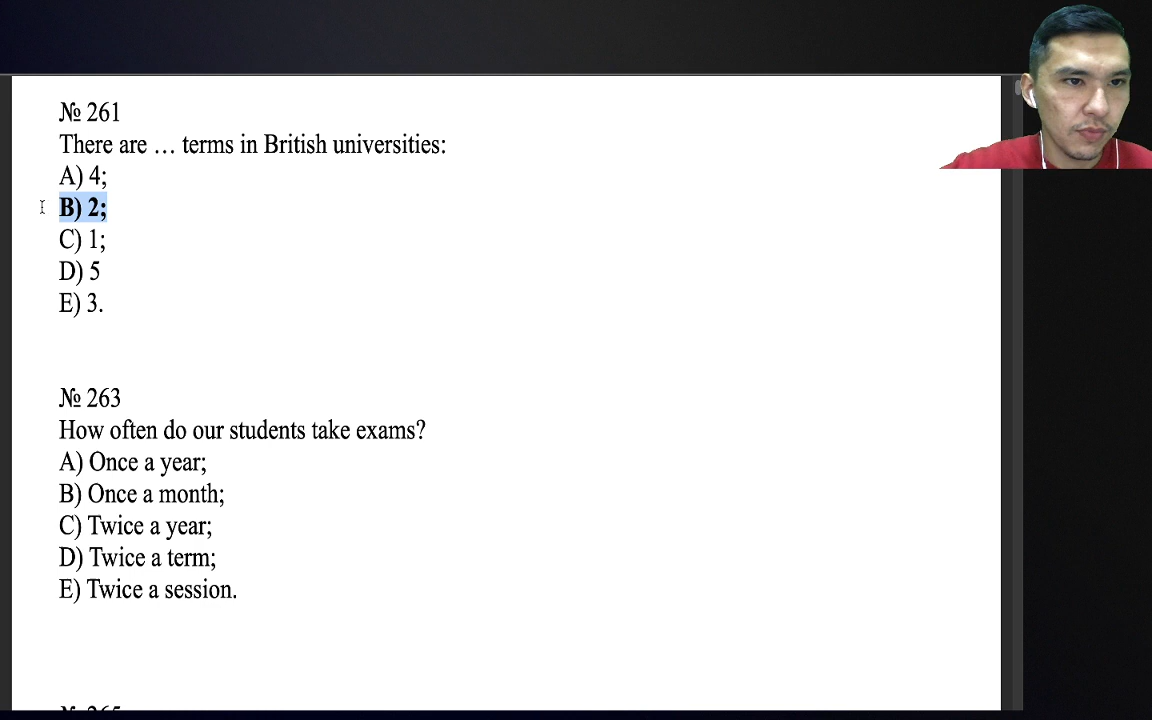 № 261
There are … terms in British universities:
A) 4;
B) 2;
C) 1;
D) 5
E) 3.
№ 263
How often do our students take exams?
A) Once a year;
B) Once a month;
C) Twice a year;
D) Twice a term;
E) Twice a session.